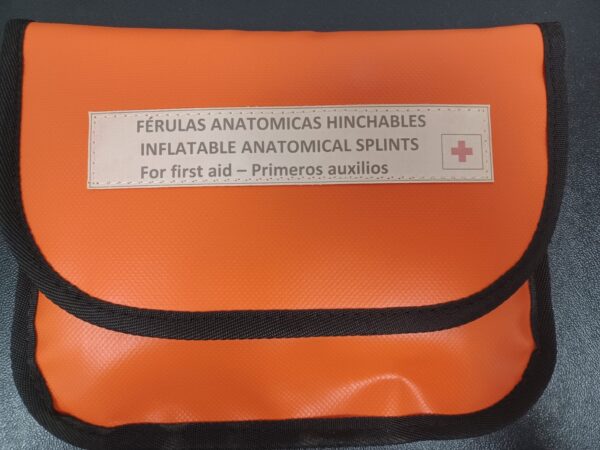 FÉRULAS ANATOMICAS HINCHABLES
INFLATABLE ANATOMICAL SPLINTS
For first aid – Primeros auxilios